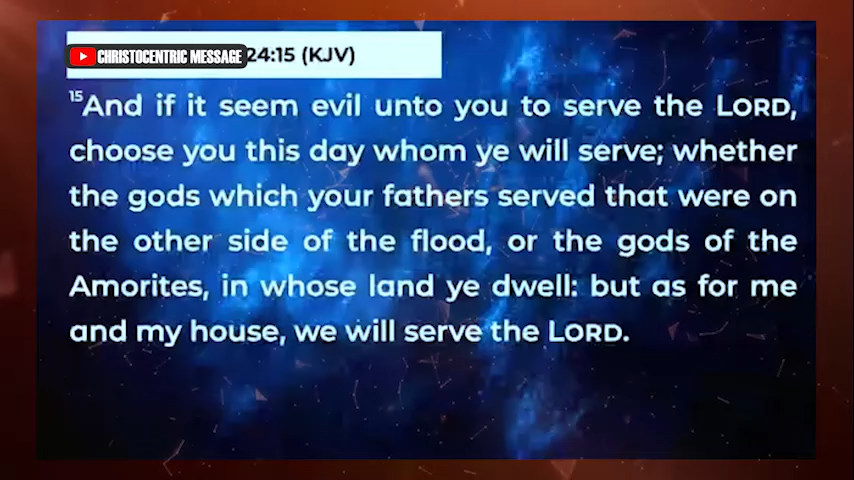 CHRISTOCENTRIC MESSAGE 24:15 (KJV)
15And if it seem evil unto you to serve the LORD,
choose you this day whom ye will serve; whether
the gods which your fathers served that were on
the other side of the flood, or the gods of the
Amorites, in whose land ye dwell: but as for me
and my house, we will serve the LORD.